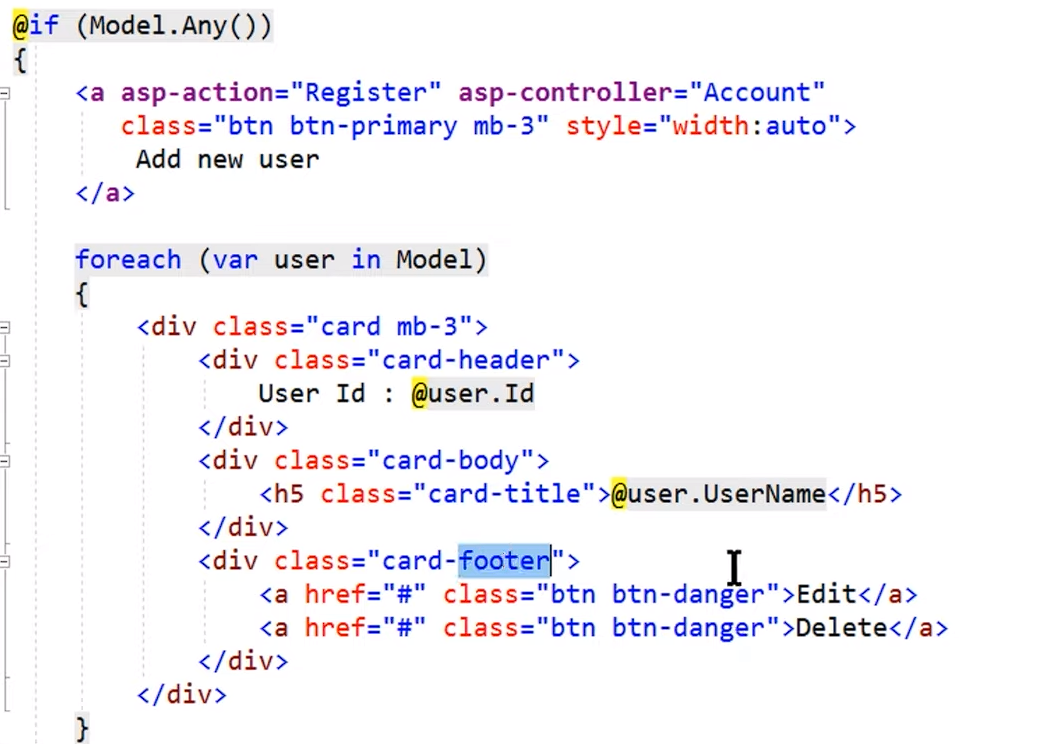 @if (Model.Any())
{
    <a asp-action="Register" asp-controller="Account"
       class="btn btn-primary mb-3" style="width:auto">
        Add new user
    </a>

    foreach (var user in Model)
    {
        <div class="card mb-3">
            <div class="card-header">
                User Id : @user.Id
            </div>
            <div class="card-body">
                <h5 class="card-title">@user.UserName</h5>
            </div>
            <div class="card-footer">
                <a href="#" class="btn btn-danger">Edit</a>
                <a href="#" class="btn btn-danger">Delete</a>
            </div>
        </div>
    }